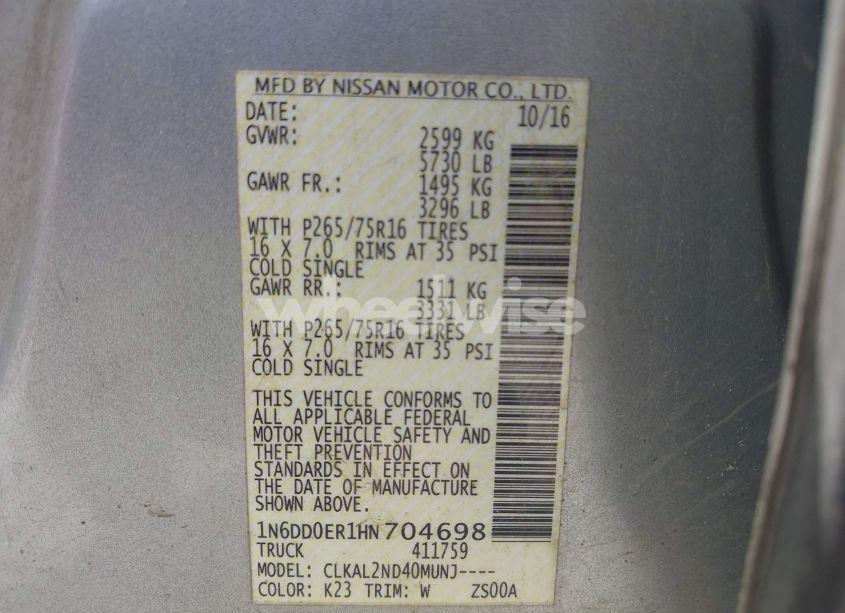 MFD BY NISSAN MOTOR CO., LTD.
DATE: 10/16
GVWR: 2599 KG
5730 LB
GAWR FR.: 1495 KG
3296 LB
WITH P265/75R16 TIRES
16 X 7.0 RIMS AT 35 PSI
COLD SINGLE
GAWR RR.: 1511 KG
3331 LB
wheelwise
WITH P265/75R16 TIRES
16 X 7.0 RIMS AT 35 PSI
COLD SINGLE
THIS VEHICLE CONFORMS TO
ALL APPLICABLE FEDERAL
MOTOR VEHICLE SAFETY AND
THEFT PREVENTION
STANDARDS IN EFFECT ON
THE DATE OF MANUFACTURE
SHOWN ABOVE.
1N6DD0ER1HN704698
TRUCK 411759
MODEL: CLKAL2ND40MUNJ----
COLOR: K23 TRIM: W ZS00A